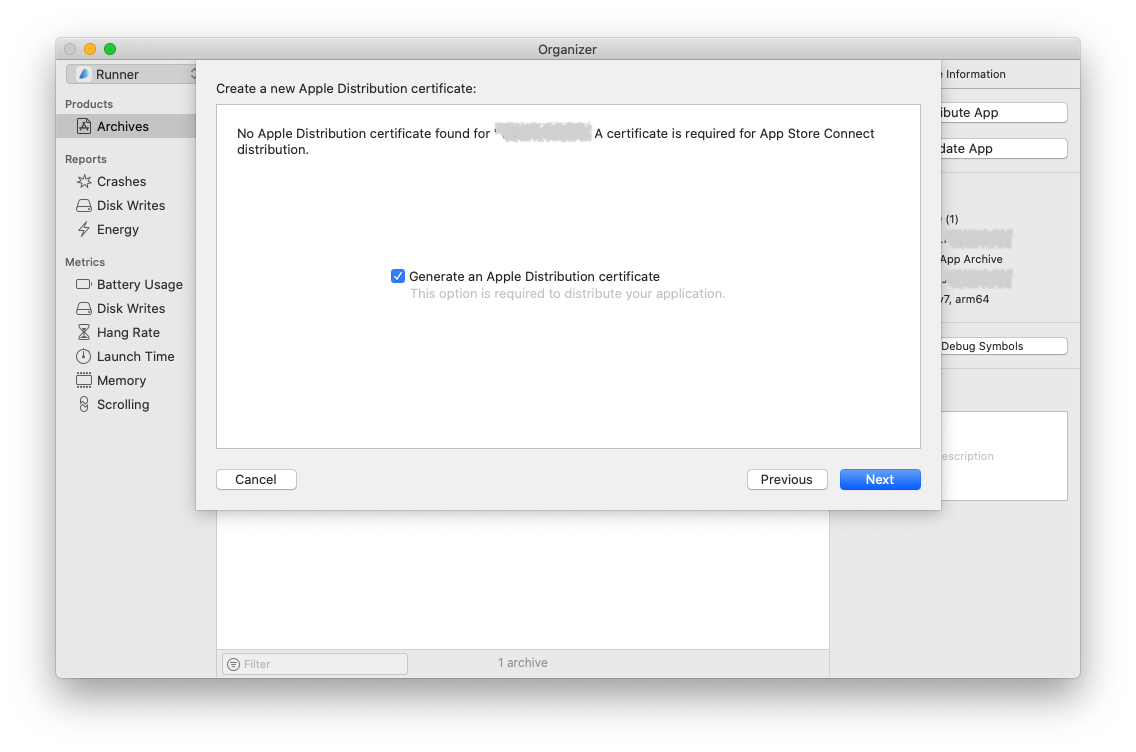 Organizer
Runner
Information
Products
Archives
Reports
Crashes
Disk Writes
Energy
Metrics
Battery Usage
Disk Writes
Hang Rate
Launch Time
Memory
Scrolling
Create a new Apple Distribution certificate:
No Apple Distribution certificate found for " A certificate is required for App Store Connect
distribution.
Generate an Apple Distribution certificate
This option is required to distribute your application.
Cancel
Previous
Next
ibute App
date App
(1)
App Archive
v7, arm64
Debug Symbols
escription
Filter
1 archive